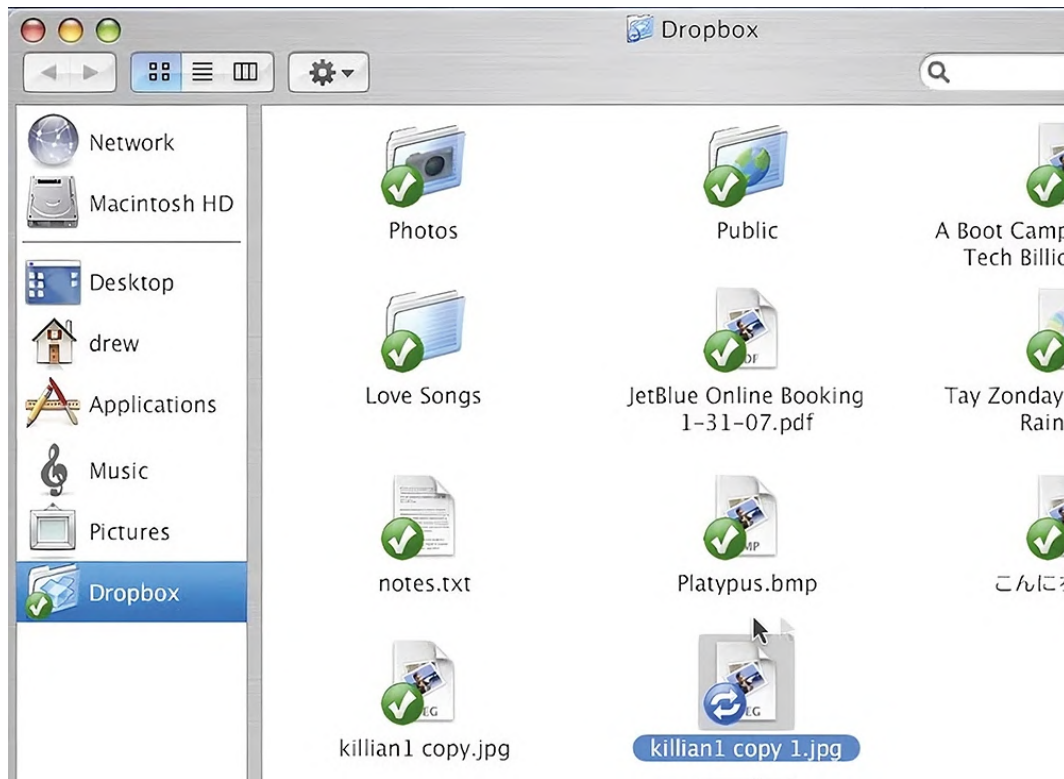 Dropbox
Network
Macintosh HD
Desktop
drew
Applications
Music
Pictures
Dropbox
Photos
Public
A Boot Camp
Tech Billio
Love Songs
JetBlue Online Booking
1-31-07.pdf
Tay Zonday
Rain
notes.txt
Platypus.bmp
こんに
killian1 copy.jpg
killian1 copy 1.jpg